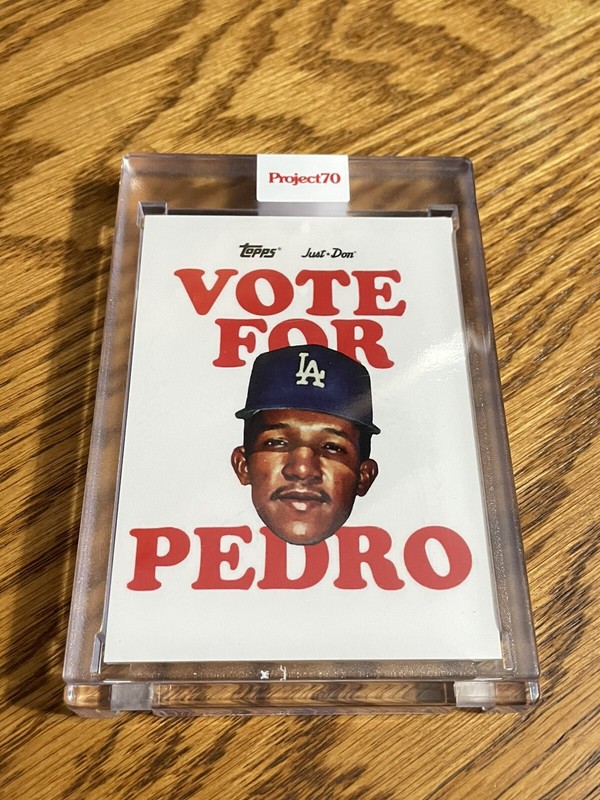 Project70
Topps® Just Don®
VOTE
FOR
LA
PEDRO